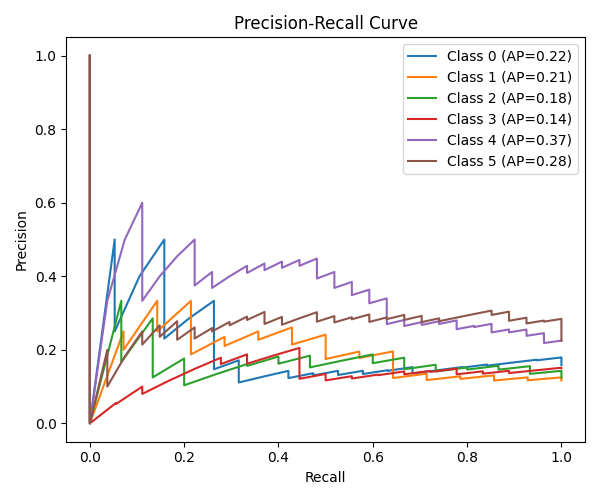 Precision-Recall Curve
Class 0 (AP=0.22)
Class 1 (AP=0.21)
Class 2 (AP=0.18)
Class 3 (AP=0.14)
Class 4 (AP=0.37)
Class 5 (AP=0.28)
Precision
1.0
0.8
0.6
0.4
0.2
0.0
0.0 0.2 0.4 0.6 0.8 1.0
Recall